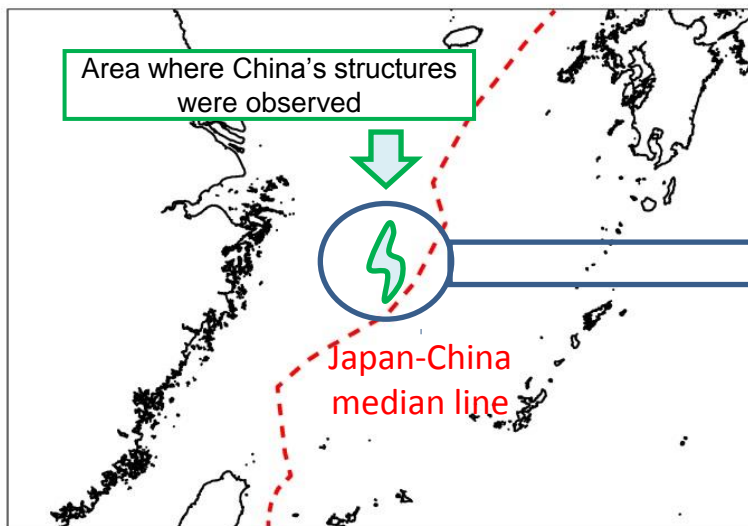 Area where China's structures
were observed
Japan-China
median line